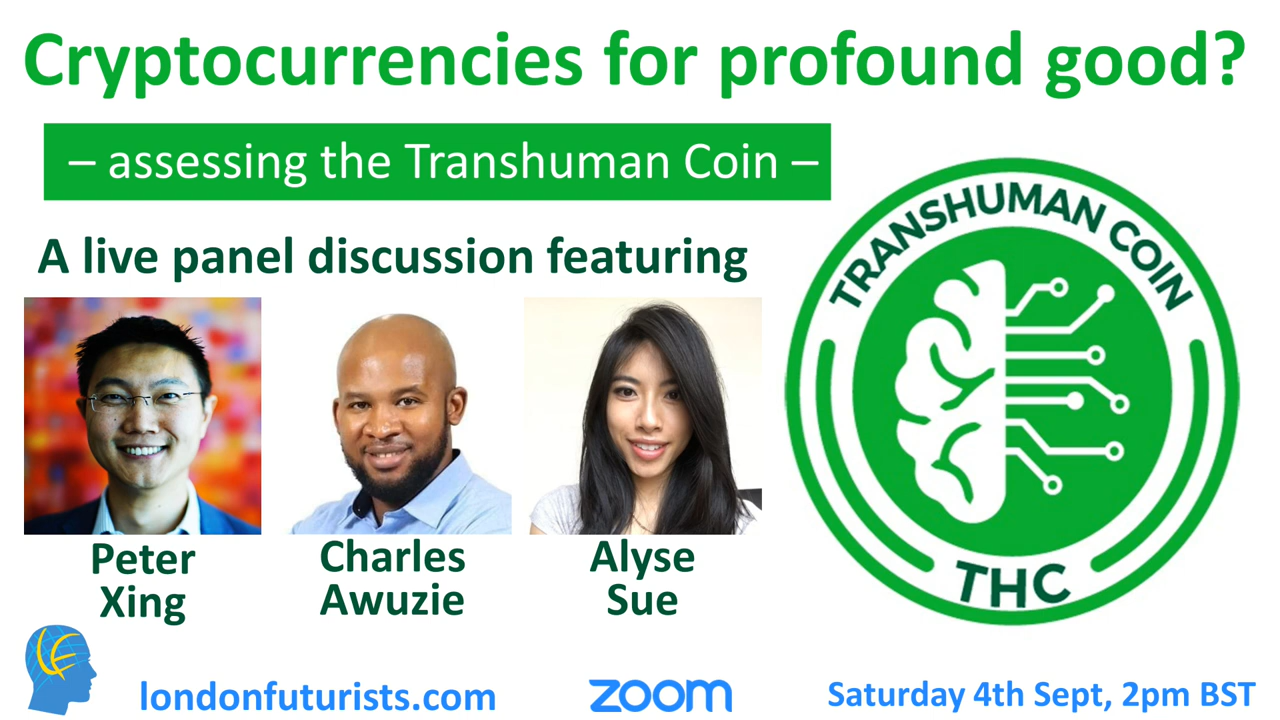 Cryptocurrencies for profound good?
– assessing the Transhuman Coin –
A live panel discussion featuring
TRANSHUMAN COIN
THC
Peter
Xing
Charles
Awuzie
Alyse
Sue
londonfuturists.com
zoom
Saturday 4th Sept, 2pm BST